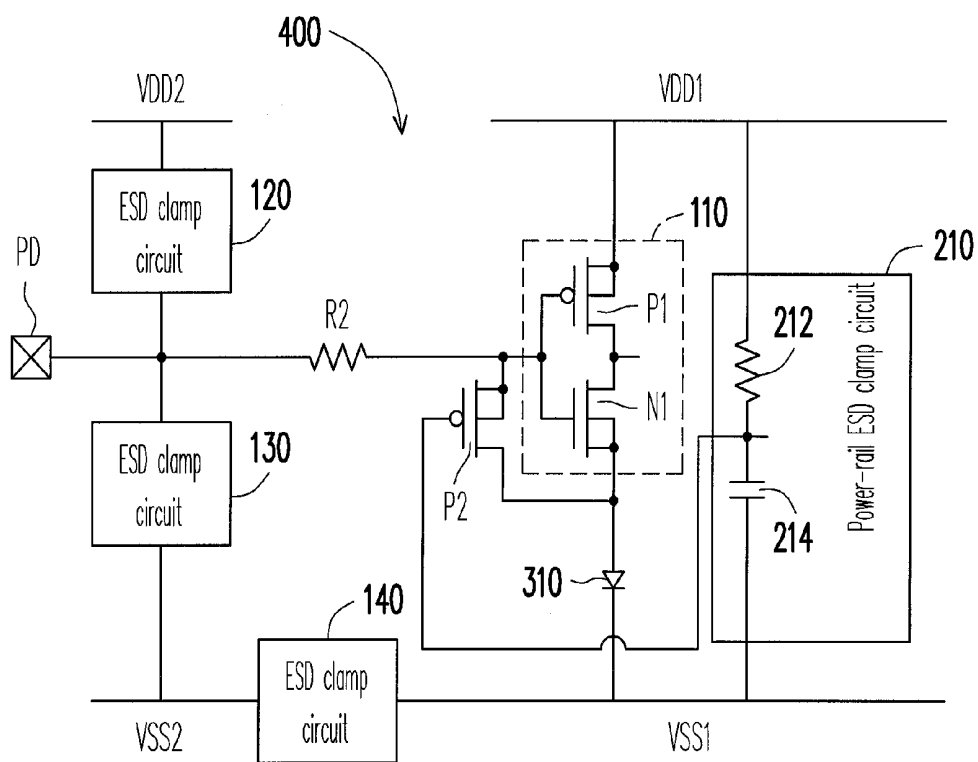 400
VDD2
VDD1
ESD clamp
circuit
120
110
210
PD
R2
P1
212
N1
Power-rail ESD clamp circuit
ESD clamp
circuit
130
P2
214
310
140
ESD clamp
circuit
VSS2
VSS1